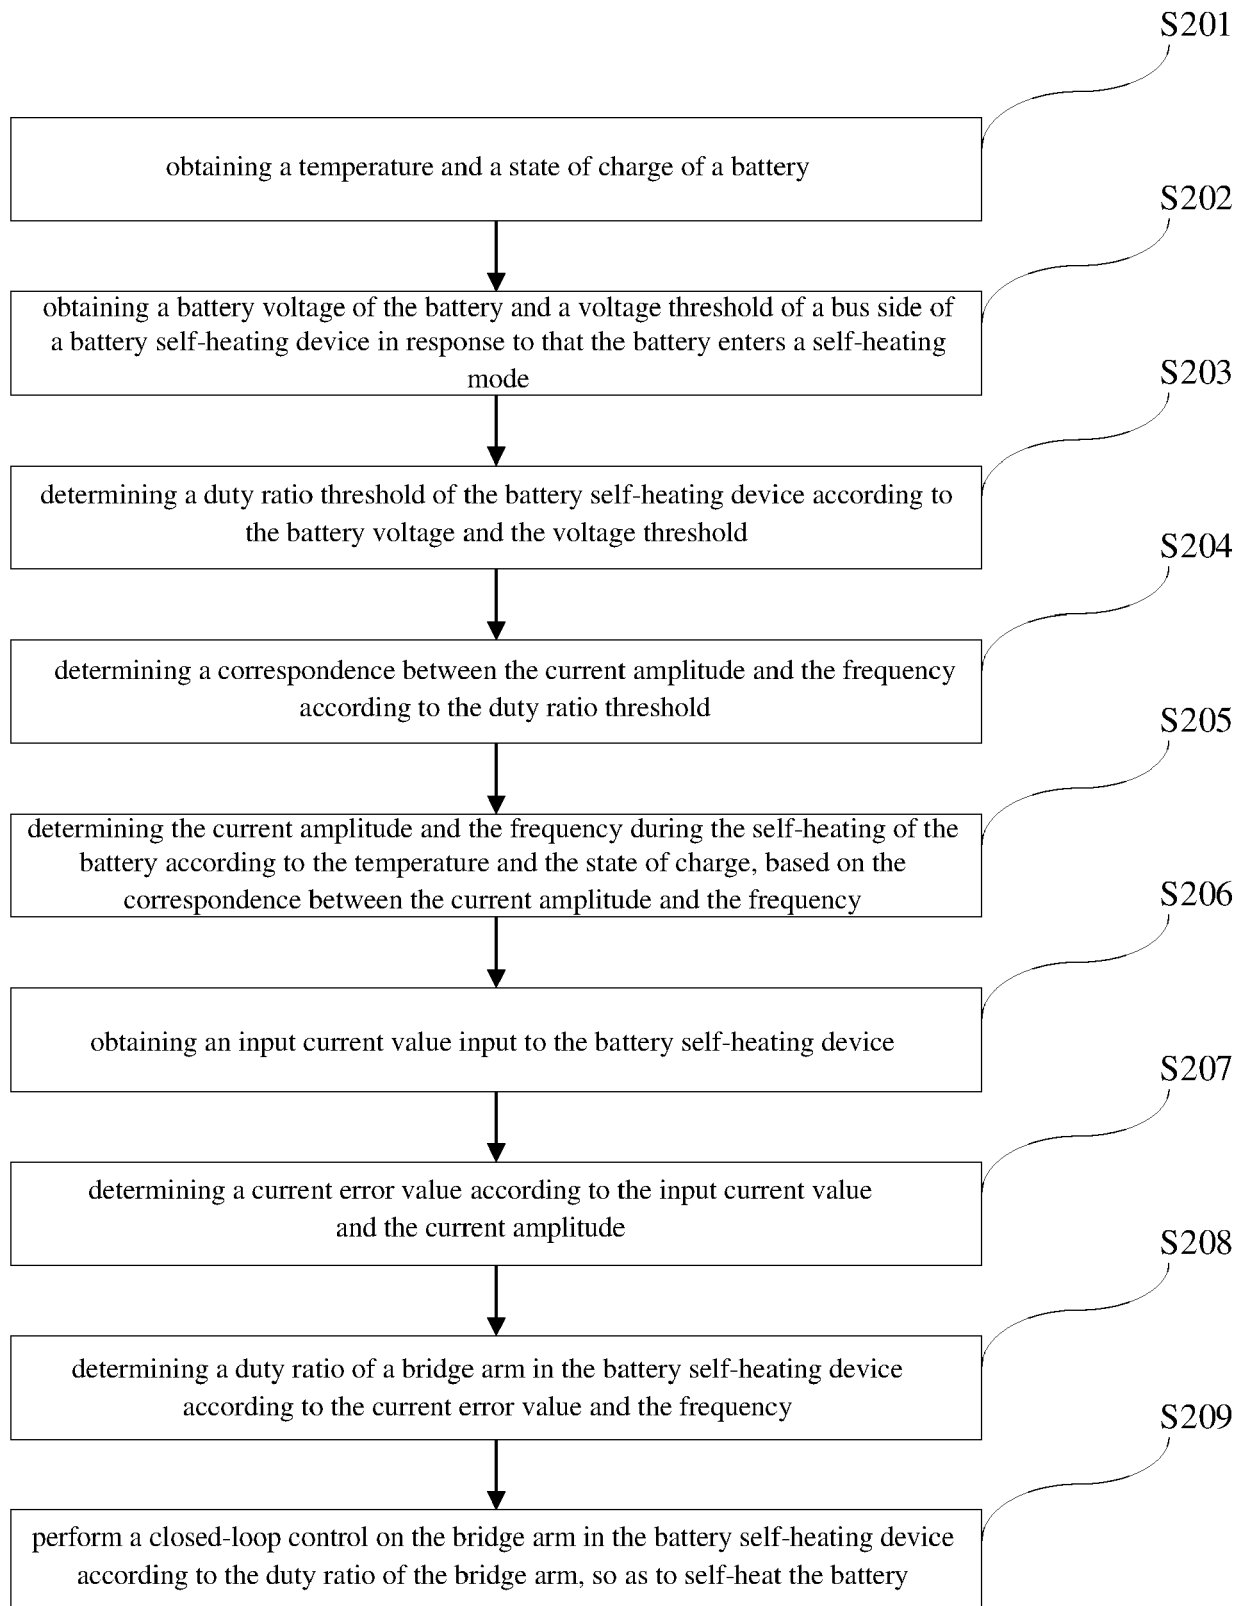 S201
obtaining a temperature and a state of charge of a battery
S202
obtaining a battery voltage of the battery and a voltage threshold of a bus side of
a battery self-heating device in response to that the battery enters a self-heating
mode
S203
determining a duty ratio threshold of the battery self-heating device according to
the battery voltage and the voltage threshold
S204
determining a correspondence between the current amplitude and the frequency
according to the duty ratio threshold
S205
determining the current amplitude and the frequency during the self-heating of the
battery according to the temperature and the state of charge, based on the
correspondence between the current amplitude and the frequency
S206
obtaining an input current value input to the battery self-heating device
S207
determining a current error value according to the input current value
and the current amplitude
S208
determining a duty ratio of a bridge arm in the battery self-heating device
according to the current error value and the frequency
S209
perform a closed-loop control on the bridge arm in the battery self-heating device
according to the duty ratio of the bridge arm, so as to self-heat the battery